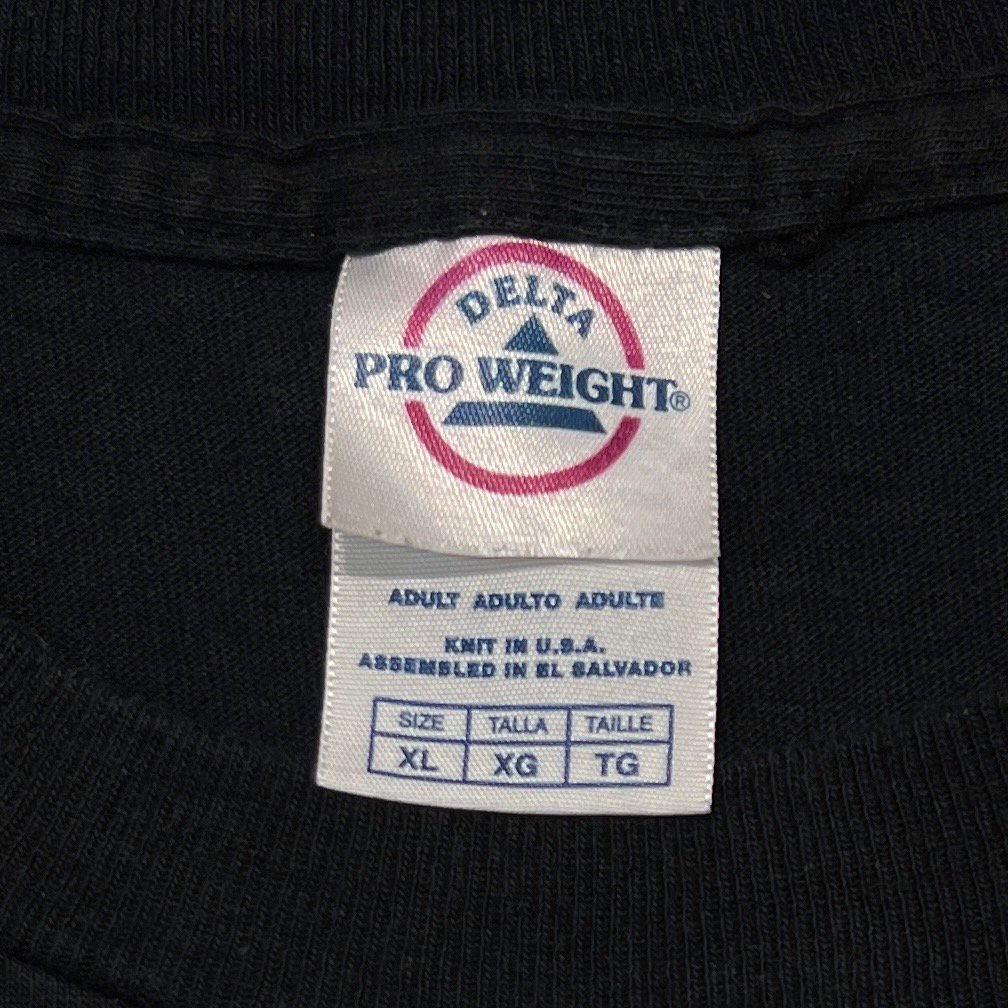 DELTA
PRO WEIGHT®
ADULT ADULTO ADULTE
KNIT IN U.S.A.
ASSEMBLED IN EL SALVADOR
SIZE TALLA TAILLE
XL XG TG